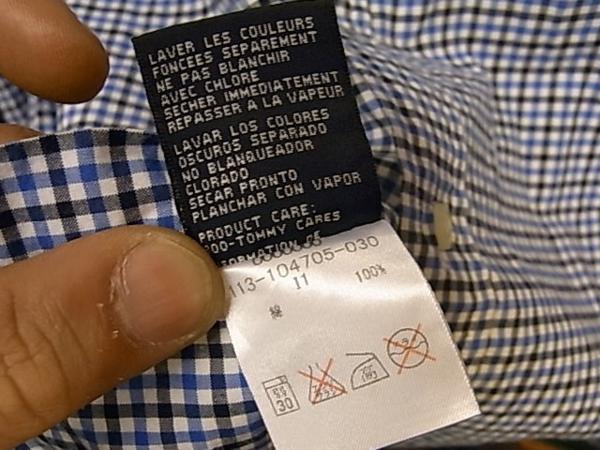 LAVER LES COULEURS
FONCEES SEPAREMENT
NE PAS BLANCHIR
AVEC CHLORE
SECHER IMMEDIATEMENT
REPASSER A LA VAPEUR
LAVAR LOS COLORES
OSCUROS SEPARADO
NO BLANQUEADOR
CLORADO
SECAR PRONTO
PLANCHAR CON VAPOR
PRODUCT CARE:
00-TOMMY CARES
113-104705-030
11 100%
綿
30